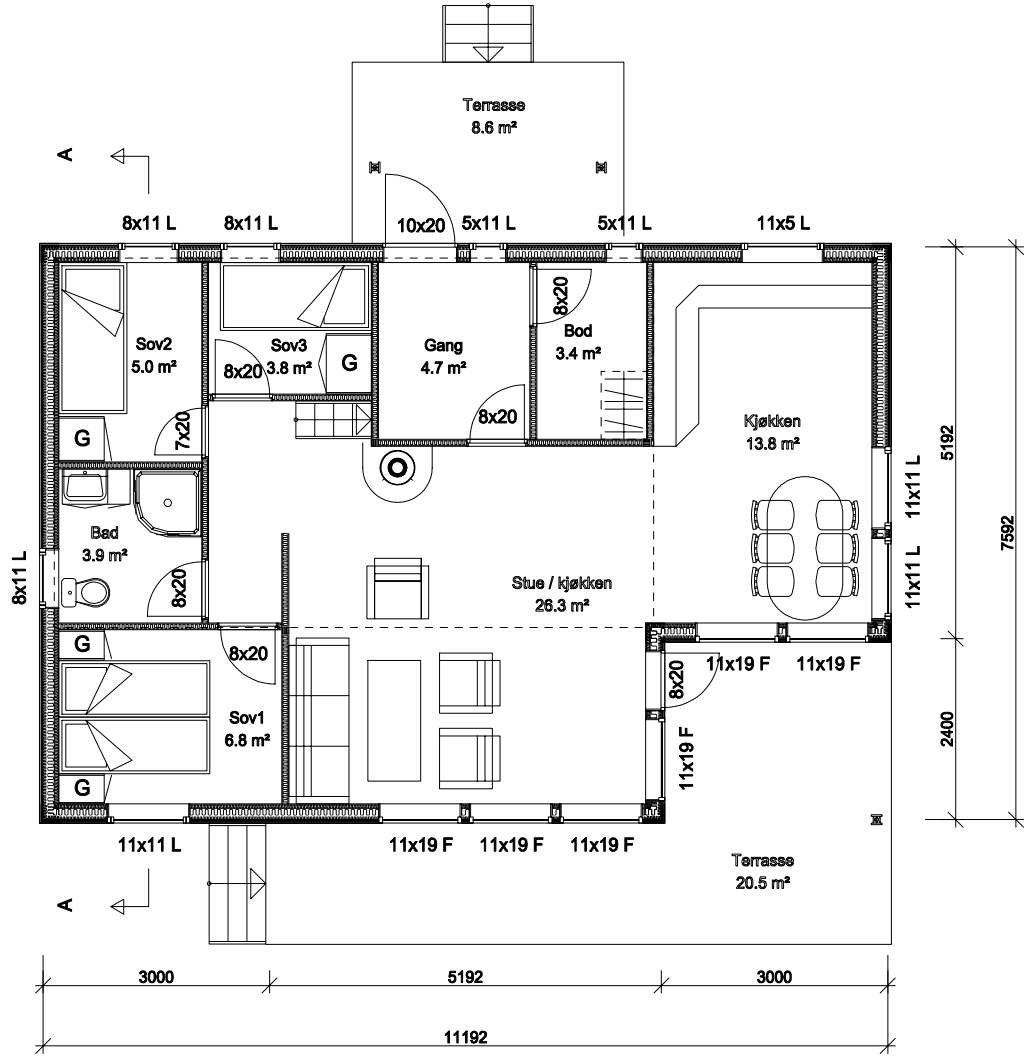 Terrasse
8.6 m²
A
8x11 L
8x11 L
10x20
5x11 L
5x11 L
11x5 L
8x20
Sov2
5.0 m²
Sov3
3.8 m²
8x20
G
Gang
4.7 m²
Bod
3.4 m²
8x20
Kjøkken
13.8 m²
G
7x20
5192
11x11 L
7592
Bad
3.9 m²
8x11 L
8x20
Stue / kjøkken
26.3 m²
11x11 L
G
8x20
8x20
11x19 F
11x19 F
Sov1
6.8 m²
2400
11x19 F
G
11x11 L
11x19 F
11x19 F
11x19 F
Terrasse
20.5 m²
A
3000
5192
3000
11192